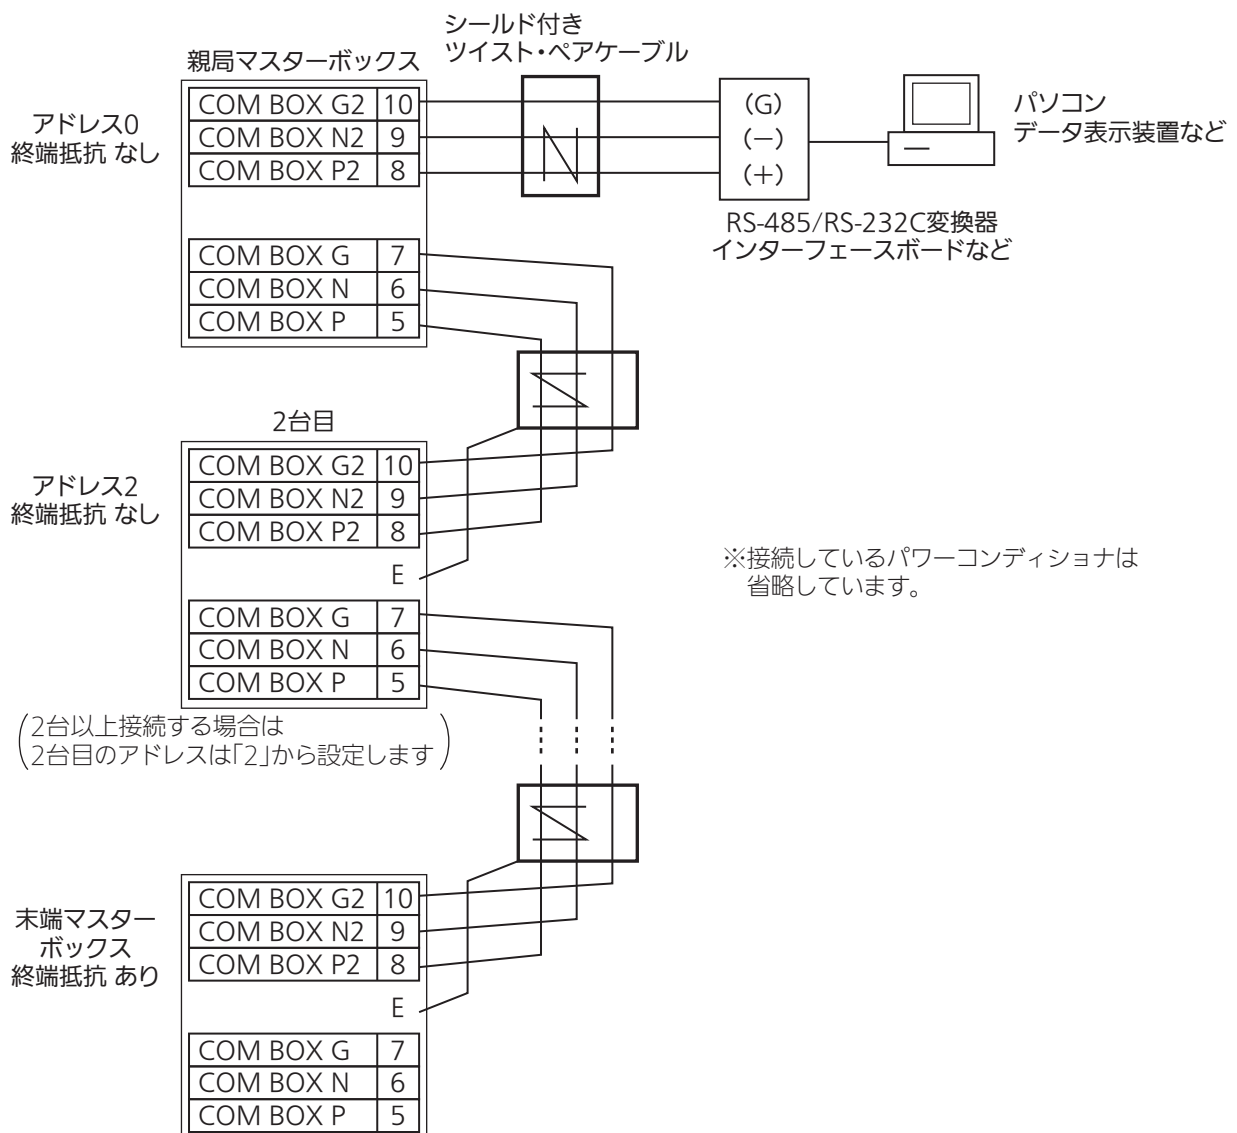 シールド付き
ツイスト・ペアケーブル
親局マスターボックス
アドレス0
終端抵抗 なし
COM BOX G2 10
COM BOX N2 9
COM BOX P2 8
(G)
(−)
(+)
パソコン
データ表示装置など
RS-485/RS-232C変換器
インターフェースボードなど
COM BOX G 7
COM BOX N 6
COM BOX P 5
2台目
アドレス2
終端抵抗 なし
COM BOX G2 10
COM BOX N2 9
COM BOX P2 8
E
COM BOX G 7
COM BOX N 6
COM BOX P 5
※接続しているパワーコンディショナは
省略しています。
(2台以上接続する場合は
2台目のアドレスは「2」から設定します)
末端マスター
ボックス
終端抵抗 あり
COM BOX G2 10
COM BOX N2 9
COM BOX P2 8
E
COM BOX G 7
COM BOX N 6
COM BOX P 5